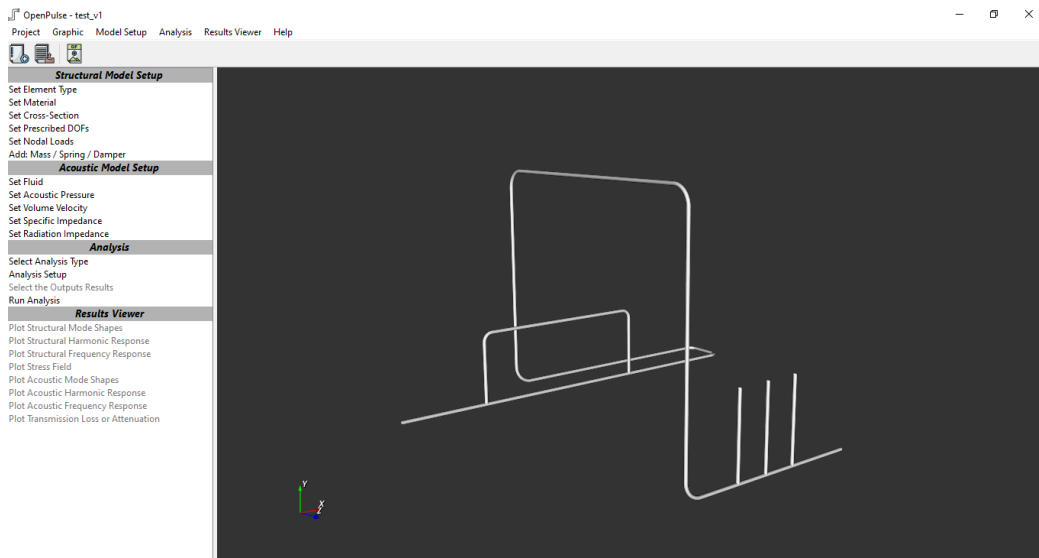 OpenPulse - test_v1
Project Graphic Model Setup Analysis Results Viewer Help
Structural Model Setup
Set Element Type
Set Material
Set Cross-Section
Set Prescribed DOFs
Set Nodal Loads
Add: Mass / Spring / Damper
Acoustic Model Setup
Set Fluid
Set Acoustic Pressure
Set Volume Velocity
Set Specific Impedance
Set Radiation Impedance
Analysis
Select Analysis Type
Analysis Setup
Select the Outputs Results
Run Analysis
Results Viewer
Plot Structural Mode Shapes
Plot Structural Harmonic Response
Plot Structural Frequency Response
Plot Stress Field
Plot Acoustic Mode Shapes
Plot Acoustic Harmonic Response
Plot Acoustic Frequency Response
Plot Transmission Loss or Attenuation
Y
X
Z